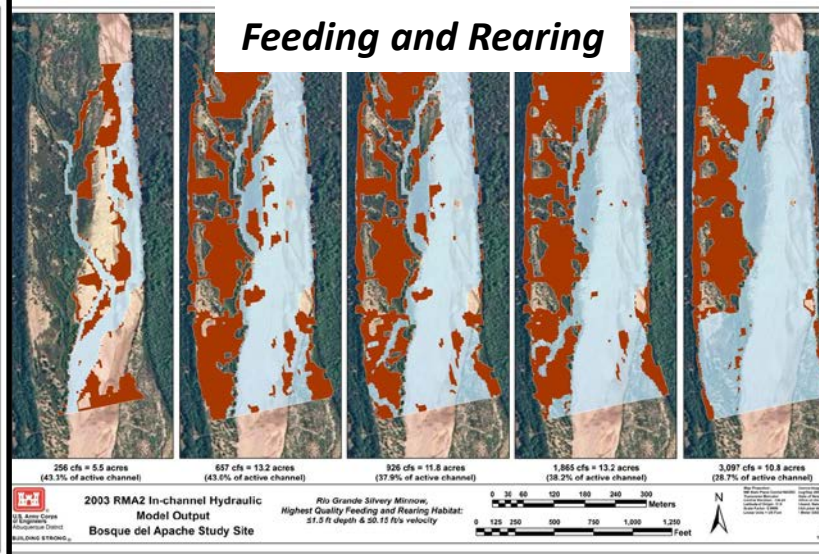 Feeding and Rearing
256 cfs = 5.5 acres
(43.3% of active channel)
657 cfs = 13.2 acres
(43.0% of active channel)
926 cfs = 11.8 acres
(37.9% of active channel)
1,865 cfs = 13.2 acres
(38.2% of active channel)
3,097 cfs = 10.8 acres
(28.7% of active channel)
U.S. Army Corps
of Engineers
Albuquerque District
BUILDING STRONG®
2003 RMA2 In-channel Hydraulic
Model Output
Bosque del Apache Study Site
Rio Grande Silvery Minnow,
Highest Quality Feeding and Rearing Habitat:
≤1.5 ft depth & ≤0.15 ft/s velocity
0 30 60 120 180 240 300
Meters
0 125 250 500 750 1,000 1,250
Feet
N